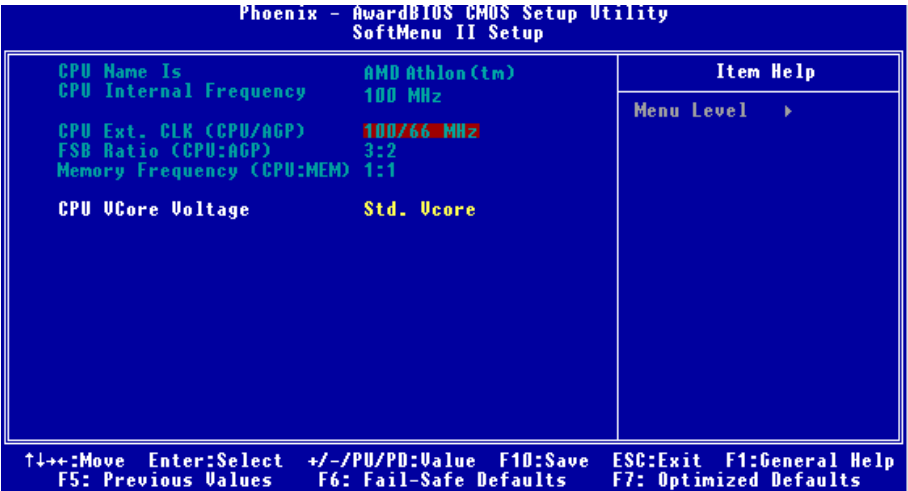 Phoenix - AwardBIOS CMOS Setup Utility
SoftMenu II Setup
CPU Name Is AMD Athlon(tm)
CPU Internal Frequency 100 MHz
CPU Ext. CLK (CPU/AGP) 100/66 MHz
FSB Ratio (CPU:AGP) 3:2
Memory Frequency (CPU:MEM) 1:1
CPU VCore Voltage Std. Vcore
Item Help
Menu Level ▸
↑↓→←:Move Enter:Select +/-/PU/PD:Value F10:Save ESC:Exit F1:General Help
F5: Previous Values F6: Fail-Safe Defaults F7: Optimized Defaults